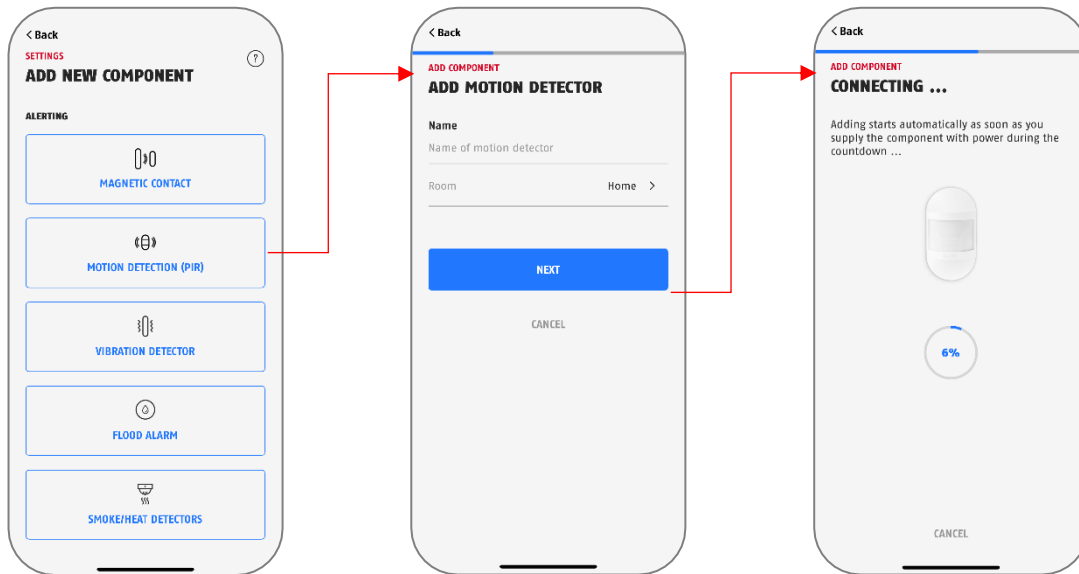 < Back
SETTINGS
ADD NEW COMPONENT
?
ALERTING
MAGNETIC CONTACT
MOTION DETECTION (PIR)
VIBRATION DETECTOR
FLOOD ALARM
SMOKE/HEAT DETECTORS
< Back
ADD COMPONENT
ADD MOTION DETECTOR
Name
Name of motion detector
Room Home >
NEXT
CANCEL
< Back
ADD COMPONENT
CONNECTING ...
Adding starts automatically as soon as you
supply the component with power during the
countdown ...
6%
CANCEL